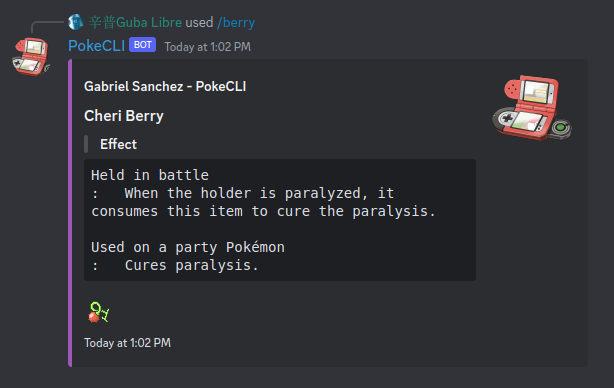 辛普Guba Libre used /berry
PokeCLI BOT Today at 1:02 PM
Gabriel Sanchez - PokeCLI
Cheri Berry
Effect
Held in battle
:   When the holder is paralyzed, it
consumes this item to cure the paralysis.
Used on a party Pokémon
:   Cures paralysis.
Today at 1:02 PM